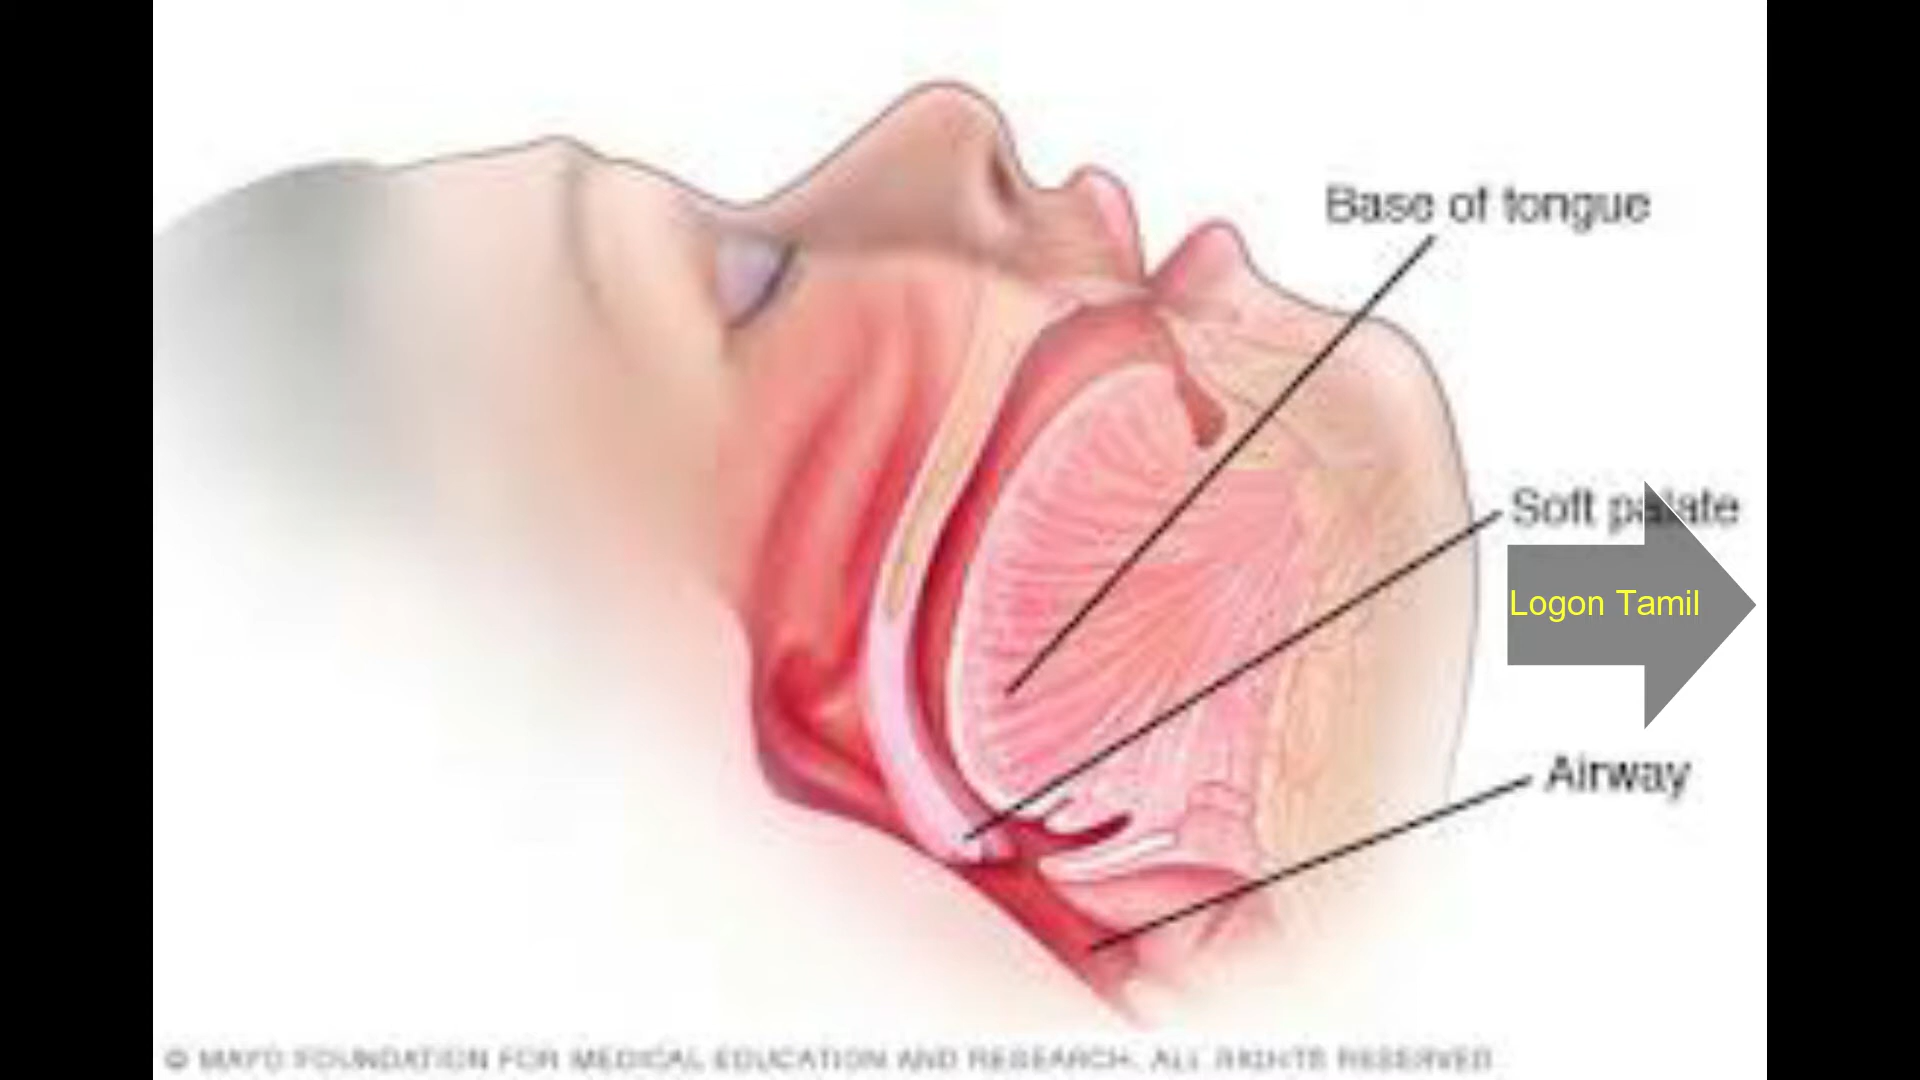 Base of tongue
Soft palate
Logon Tamil
Airway
© MAYO FOUNDATION FOR MEDICAL EDUCATION AND RESEARCH. ALL RIGHTS RESERVED